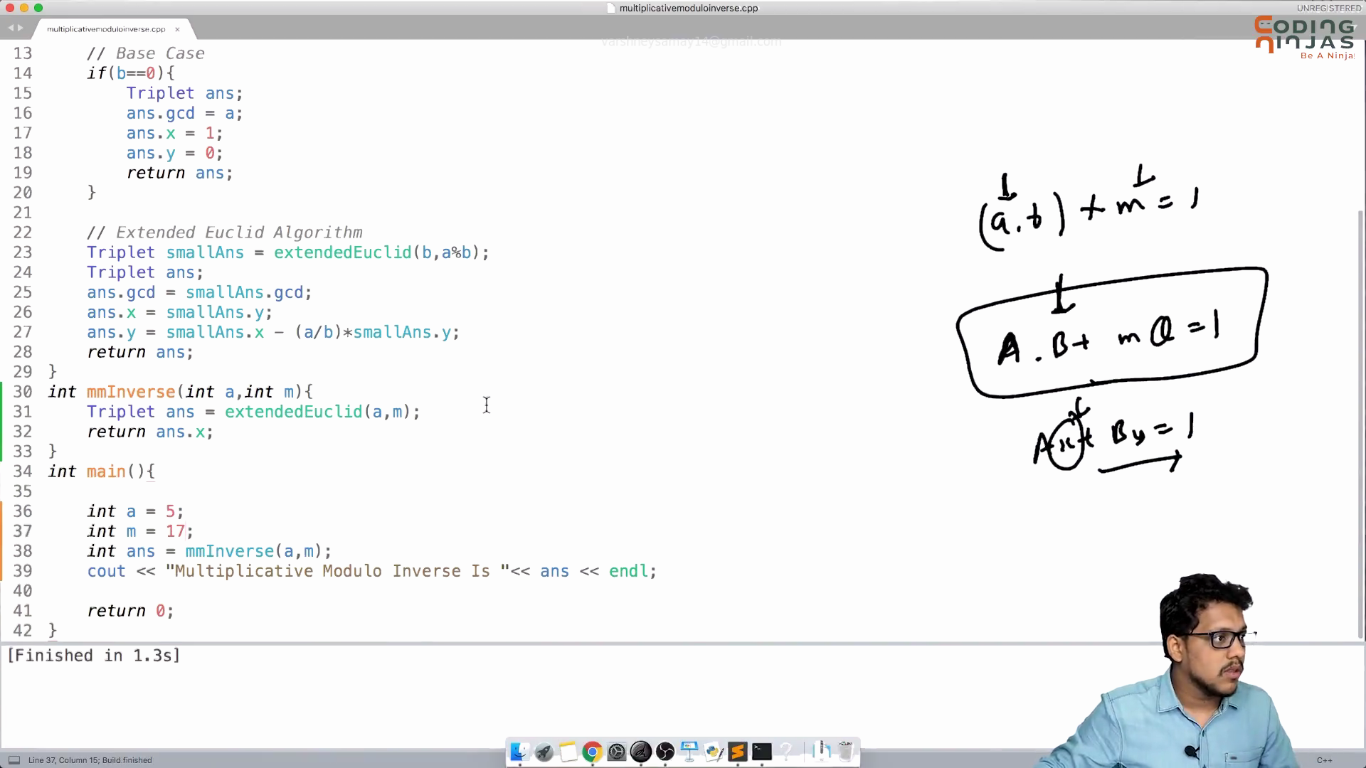 multiplicativemoduloinverse.cpp
UNREGISTERED
multiplicativemoduloinverse.cpp ×
varshneysamay14@gmail.com
CODING
NINJAS
Be A Ninja!
13 // Base Case
14 if(b==0){
15 Triplet ans;
16 ans.gcd = a;
17 ans.x = 1;
18 ans.y = 0;
19 return ans;
20 }
21
22 // Extended Euclid Algorithm
23 Triplet smallAns = extendedEuclid(b,a%b);
24 Triplet ans;
25 ans.gcd = smallAns.gcd;
26 ans.x = smallAns.y;
27 ans.y = smallAns.x - (a/b)*smallAns.y;
28 return ans;
29 }
30 int mmInverse(int a,int m){
31 Triplet ans = extendedEuclid(a,m);
32 return ans.x;
33 }
34 int main(){
35
36 int a = 5;
37 int m = 17;
38 int ans = mmInverse(a,m);
39 cout << "Multiplicative Modulo Inverse Is "<< ans << endl;
40
41 return 0;
42 }
(a.b) + m = 1
A.B+ mQ = 1
Ax+ By = 1
[Finished in 1.3s]
Line 37, Column 15; Build finished
C++